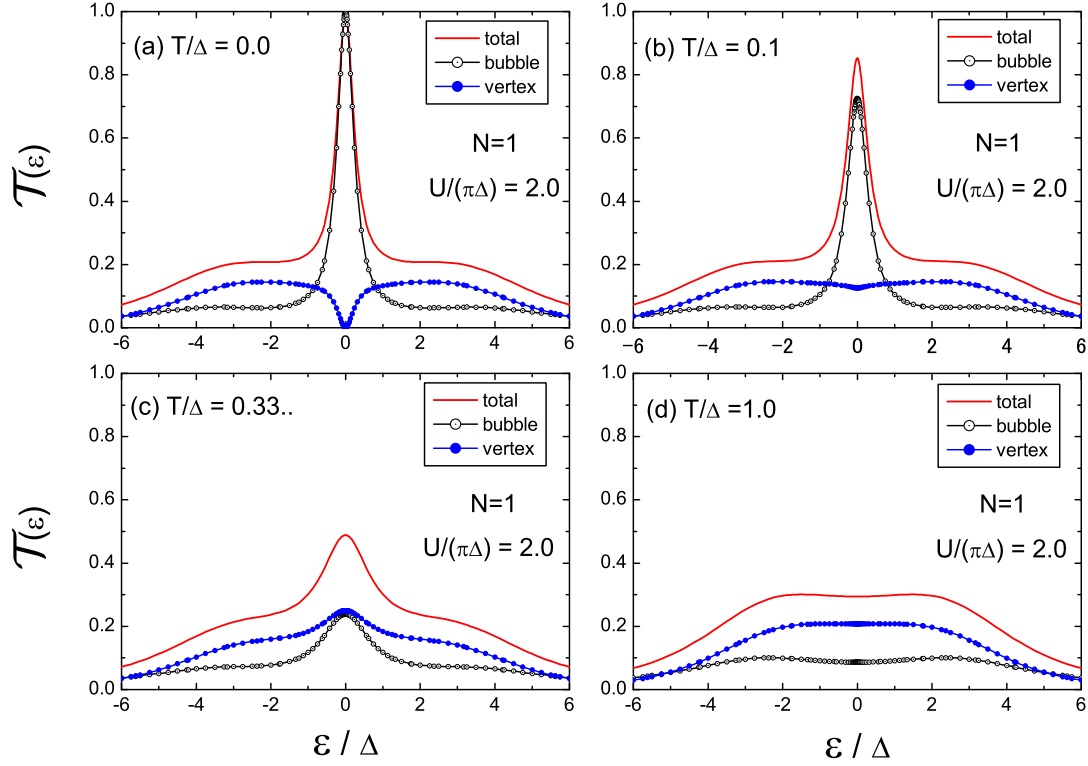 (a) T/Δ = 0.0
total
bubble
vertex
N=1
U/(πΔ) = 2.0
𝒯(ε)
1.0
0.8
0.6
0.4
0.2
0.0
-6 -4 -2 0 2 4 6
(b) T/Δ = 0.1
total
bubble
vertex
N=1
U/(πΔ) = 2.0
1.0
0.8
0.6
0.4
0.2
0.0
−6 −4 −2 0 2 4 6
(c) T/Δ = 0.33..
total
bubble
vertex
N=1
U/(πΔ) = 2.0
𝒯(ε)
1.0
0.8
0.6
0.4
0.2
0.0
-6 -4 -2 0 2 4 6
ε / Δ
(d) T/Δ =1.0
total
bubble
vertex
N=1
U/(πΔ) = 2.0
1.0
0.8
0.6
0.4
0.2
0.0
-6 -4 -2 0 2 4 6
ε / Δ